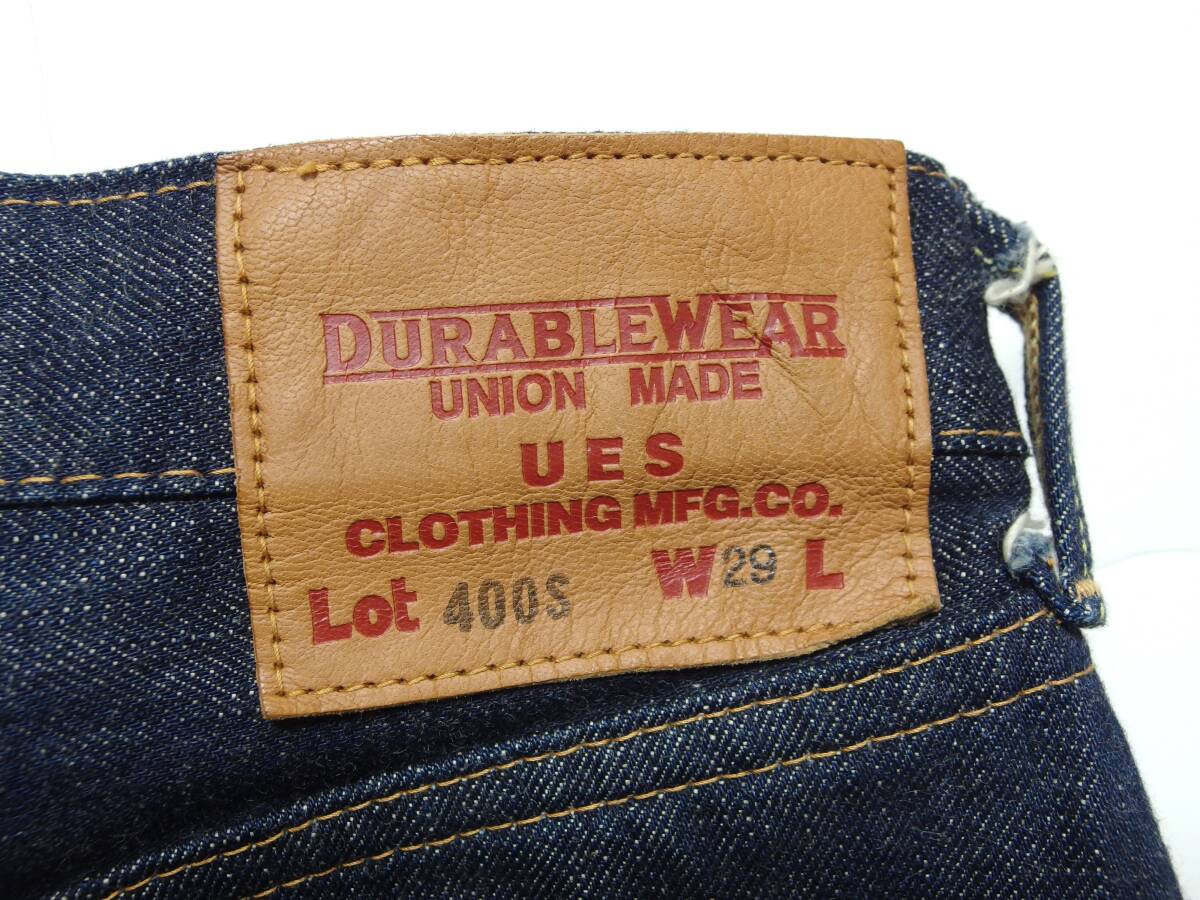 DURABLEWEAR
UNION MADE
UES
CLOTHING MFG.CO.
Lot 400S W29 L